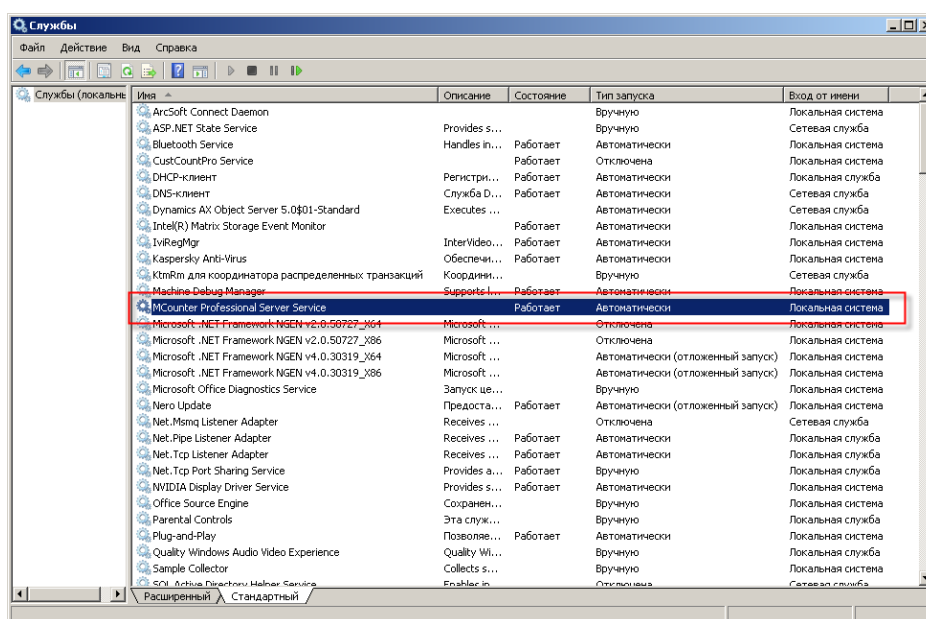 Службы
Файл Действие Вид Справка
Службы (локальнь
Имя Описание Состояние Тип запуска Вход от имени
ArcSoft Connect Daemon Вручную Локальная система
ASP.NET State Service Provides s... Вручную Сетевая служба
Bluetooth Service Handles in... Работает Автоматически Локальная система
CustCountPro Service Работает Отключена Локальная система
DHCP-клиент Регистри... Работает Автоматически Локальная служба
DNS-клиент Служба D... Работает Автоматически Сетевая служба
Dynamics AX Object Server 5.0$01-Standard Executes ... Автоматически Сетевая служба
Intel(R) Matrix Storage Event Monitor Работает Автоматически Локальная система
IviRegMgr InterVideo... Работает Автоматически Локальная система
Kaspersky Anti-Virus Обеспечи... Работает Автоматически Локальная система
KtmRm для координатора распределенных транзакций Координи... Вручную Сетевая служба
Machine Debug Manager Supports l... Работает Автоматически Локальная система
MCounter Professional Server Service Работает Автоматически Локальная система
Microsoft .NET Framework NGEN v2.0.50727_X64 Microsoft ... Отключена Локальная система
Microsoft .NET Framework NGEN v2.0.50727_X86 Microsoft ... Отключена Локальная система
Microsoft .NET Framework NGEN v4.0.30319_X64 Microsoft ... Автоматически (отложенный запуск) Локальная система
Microsoft .NET Framework NGEN v4.0.30319_X86 Microsoft ... Автоматически (отложенный запуск) Локальная система
Microsoft Office Diagnostics Service Запуск це... Вручную Локальная система
Nero Update Предоста... Работает Автоматически (отложенный запуск) Локальная система
Net.Msmq Listener Adapter Receives ... Отключена Сетевая служба
Net.Pipe Listener Adapter Receives ... Работает Автоматически Локальная служба
Net.Tcp Listener Adapter Receives ... Работает Автоматически Локальная служба
Net.Tcp Port Sharing Service Provides a... Работает Вручную Локальная служба
NVIDIA Display Driver Service Provides s... Работает Автоматически Локальная система
Office Source Engine Сохранен... Вручную Локальная система
Parental Controls Эта служ... Вручную Локальная служба
Plug-and-Play Позволяе... Работает Автоматически Локальная система
Quality Windows Audio Video Experience Quality Wi... Вручную Локальная служба
Sample Collector Collects s... Вручную Локальная система
SQL Active Directory Helper Service Enables in... Отключена Сетевая служба
Расширенный Стандартный